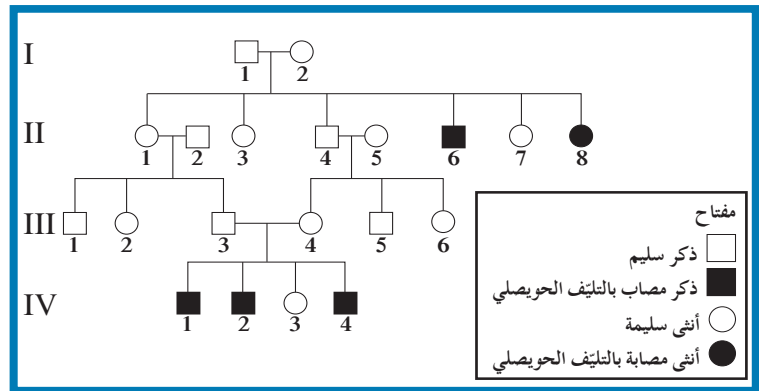 I
1 2
II
1 2 3 4 5 6 7 8
III
1 2 3 4 5 6
IV
1 2 3 4
مفتاح
ذكر سليم
ذكر مصاب بالتليّف الحويصلي
أنثى سليمة
أنثى مصابة بالتليّف الحويصلي